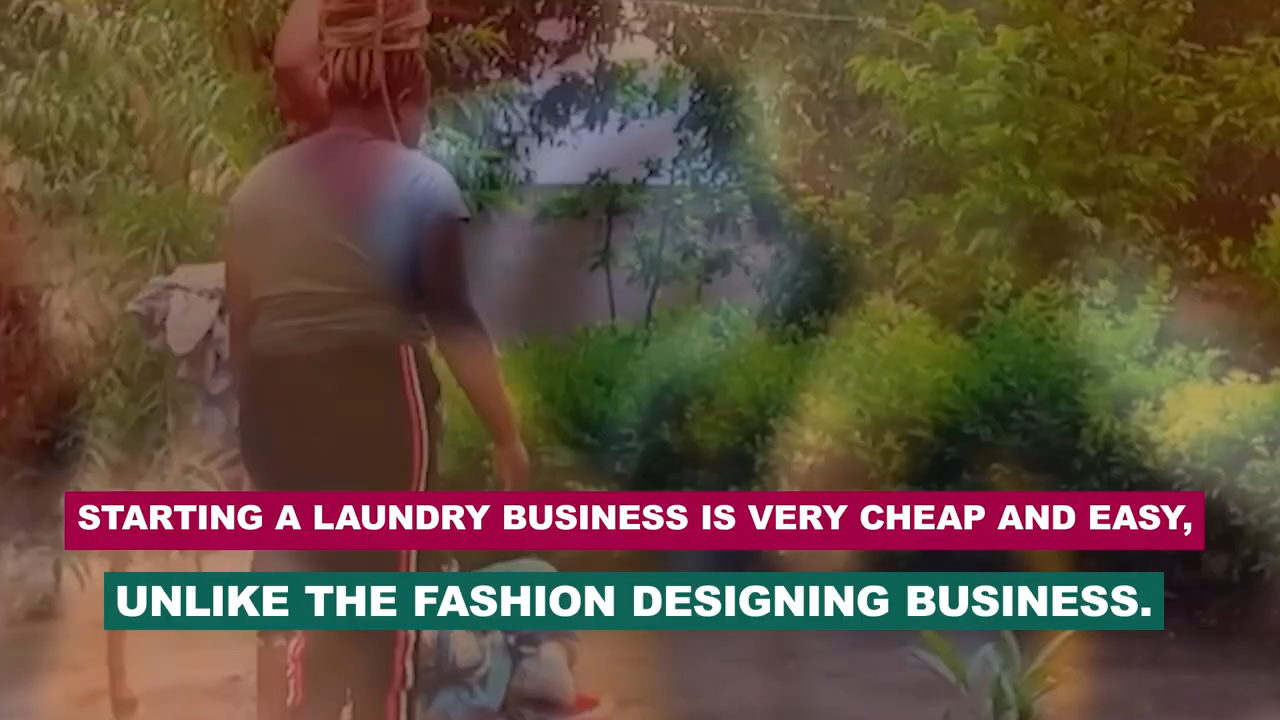 STARTING A LAUNDRY BUSINESS IS VERY CHEAP AND EASY,
UNLIKE THE FASHION DESIGNING BUSINESS.